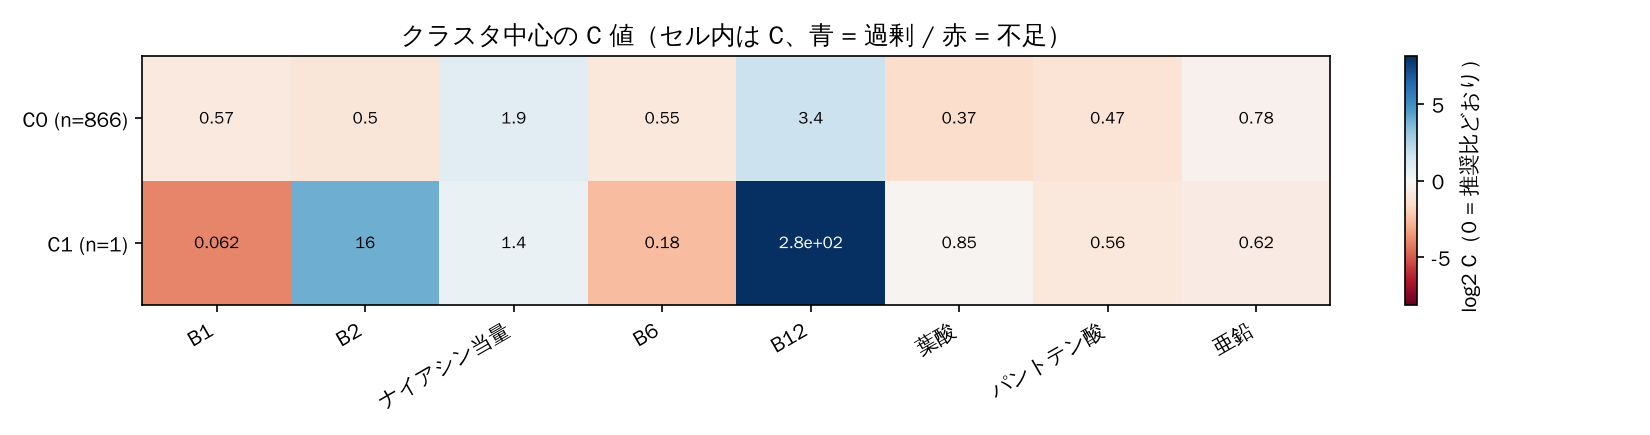 クラスタ中心の C 値（セル内は C、青 = 過剰 / 赤 = 不足）
C0 (n=866) 0.57 0.5 1.9 0.55 3.4 0.37 0.47 0.78
C1 (n=1) 0.062 16 1.4 0.18 2.8e+02 0.85 0.56 0.62
B1 B2 ナイアシン当量 B6 B12 葉酸 パントテン酸 亜鉛
5
0
-5
log2 C（0 = 推奨比どおり）